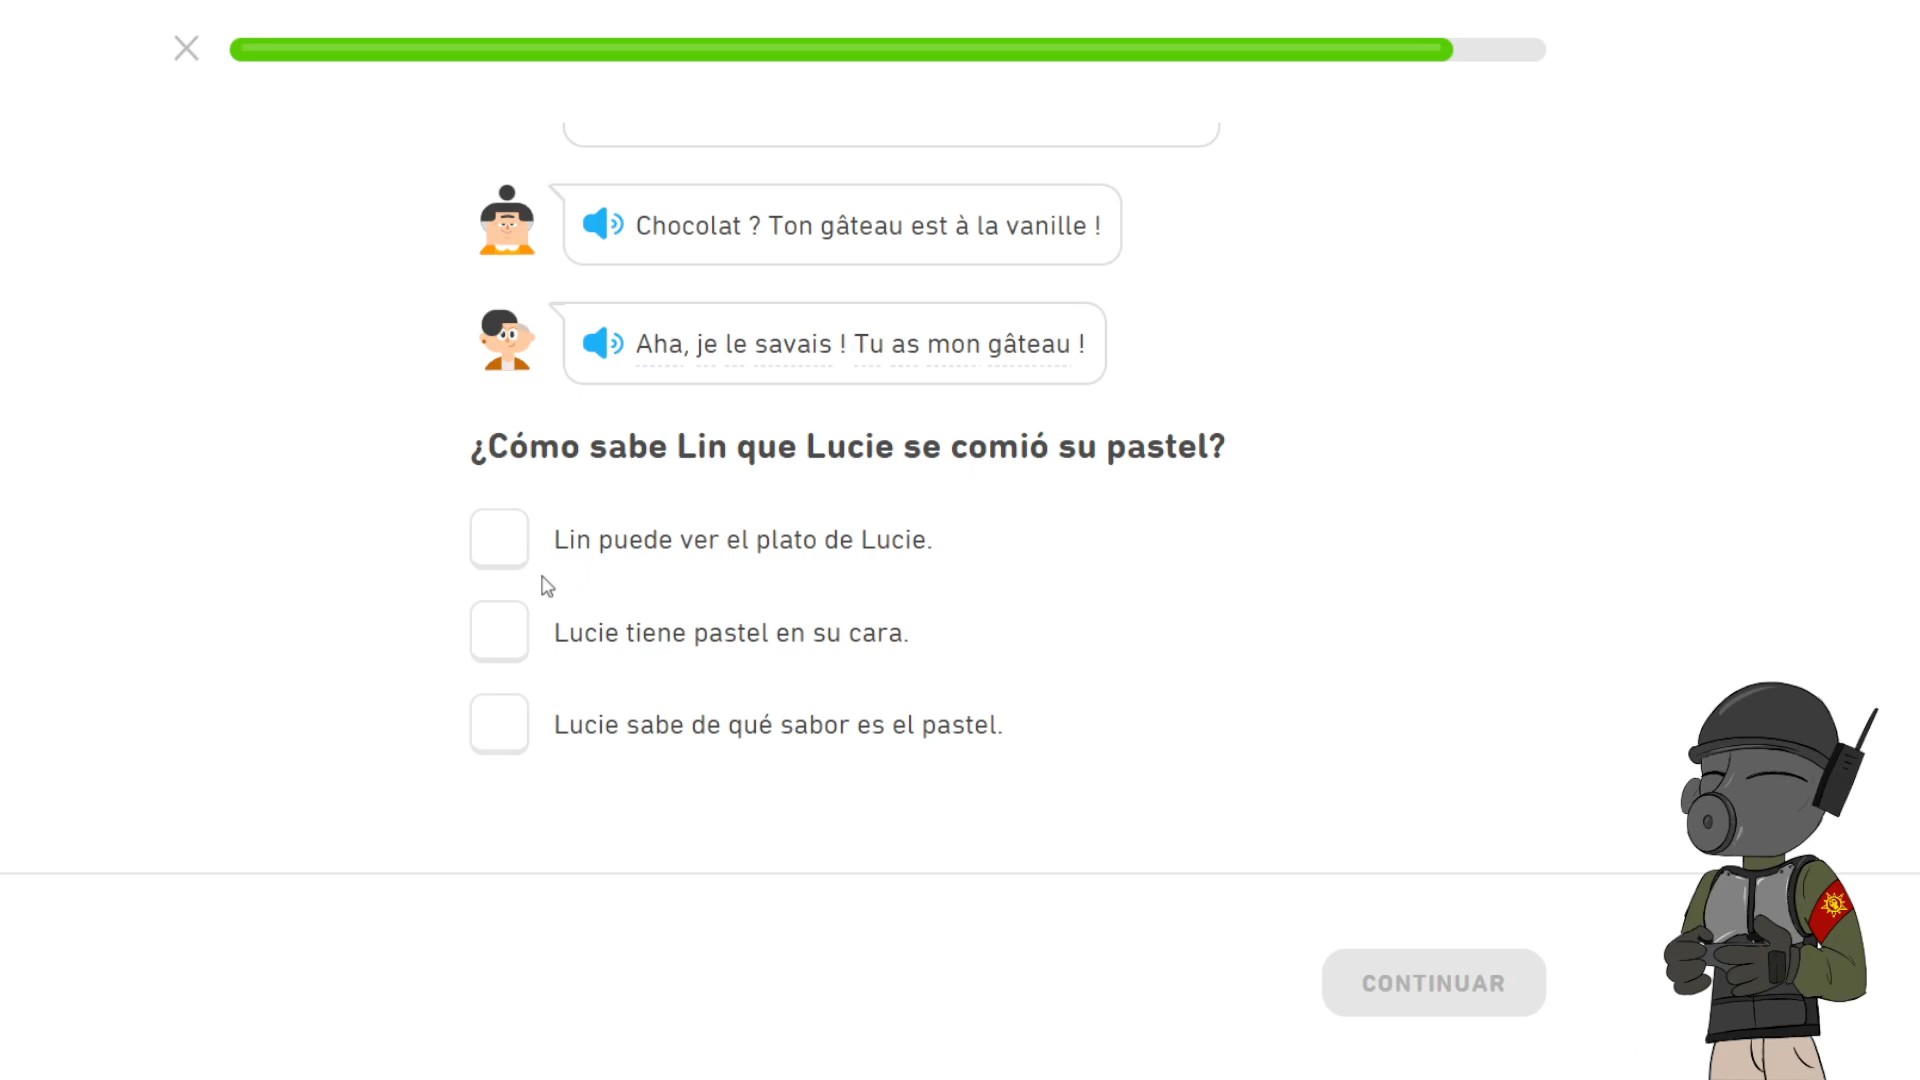 Chocolat ? Ton gâteau est à la vanille !
Aha, je le savais ! Tu as mon gâteau !
¿Cómo sabe Lin que Lucie se comió su pastel?
Lin puede ver el plato de Lucie.
Lucie tiene pastel en su cara.
Lucie sabe de qué sabor es el pastel.
CONTINUAR